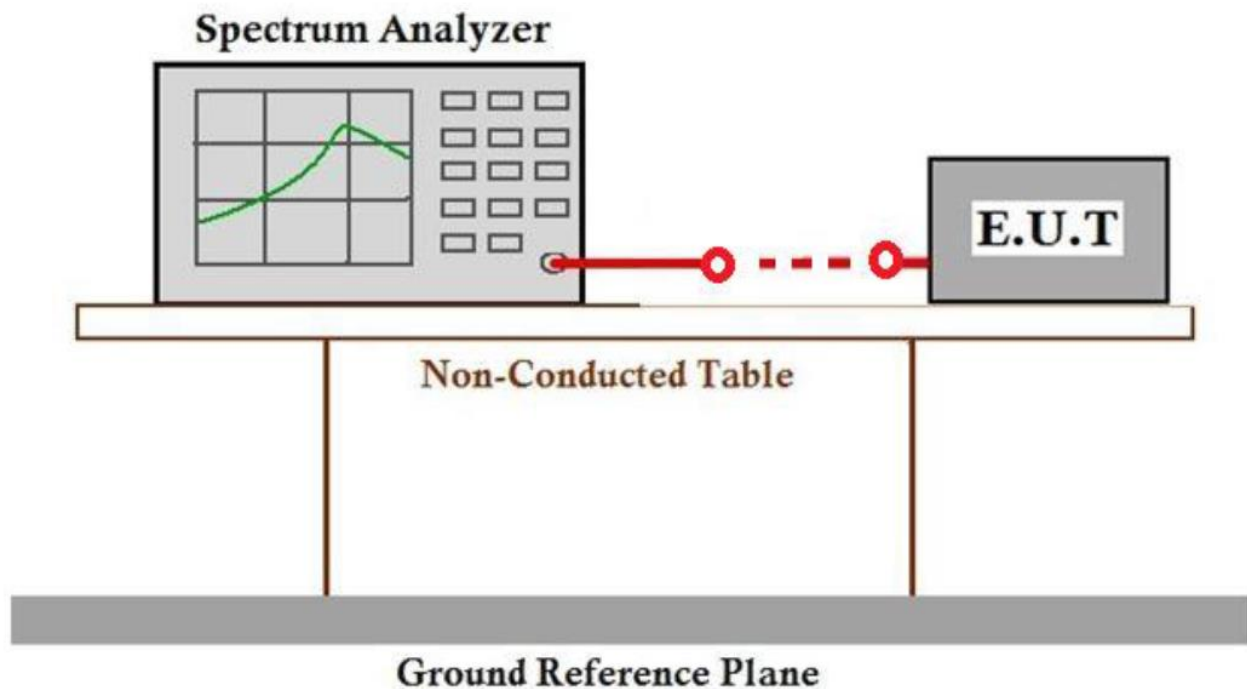 Spectrum Analyzer
E.U.T
Non-Conducted Table
Ground Reference Plane